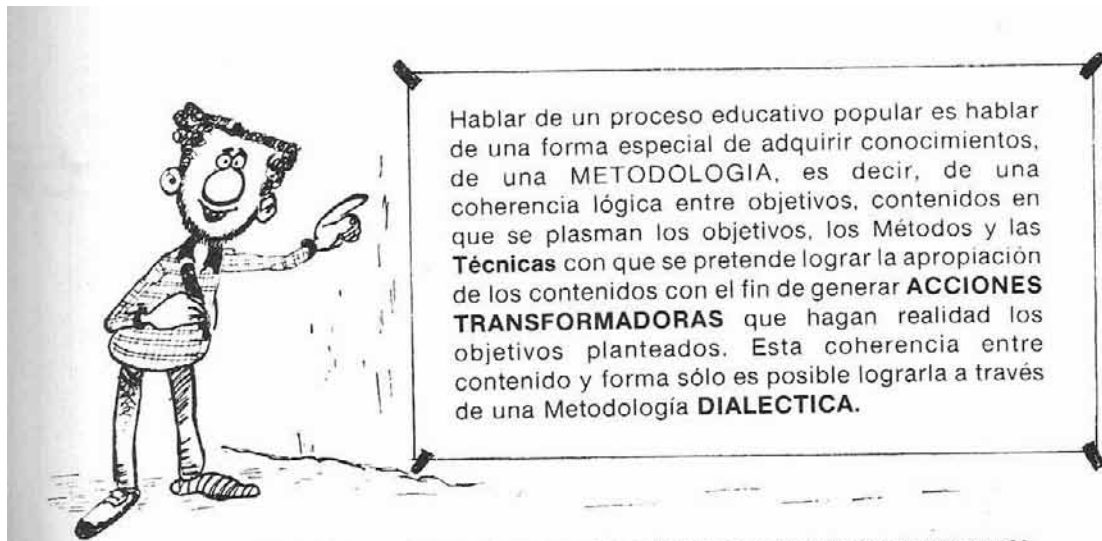 Hablar de un proceso educativo popular es hablar
de una forma especial de adquirir conocimientos,
de una METODOLOGIA, es decir, de una
coherencia lógica entre objetivos, contenidos en
que se plasman los objetivos, los Métodos y las
Técnicas con que se pretende lograr la apropiación
de los contenidos con el fin de generar ACCIONES
TRANSFORMADORAS que hagan realidad los
objetivos planteados. Esta coherencia entre
contenido y forma sólo es posible lograrla a través
de una Metodología DIALECTICA.